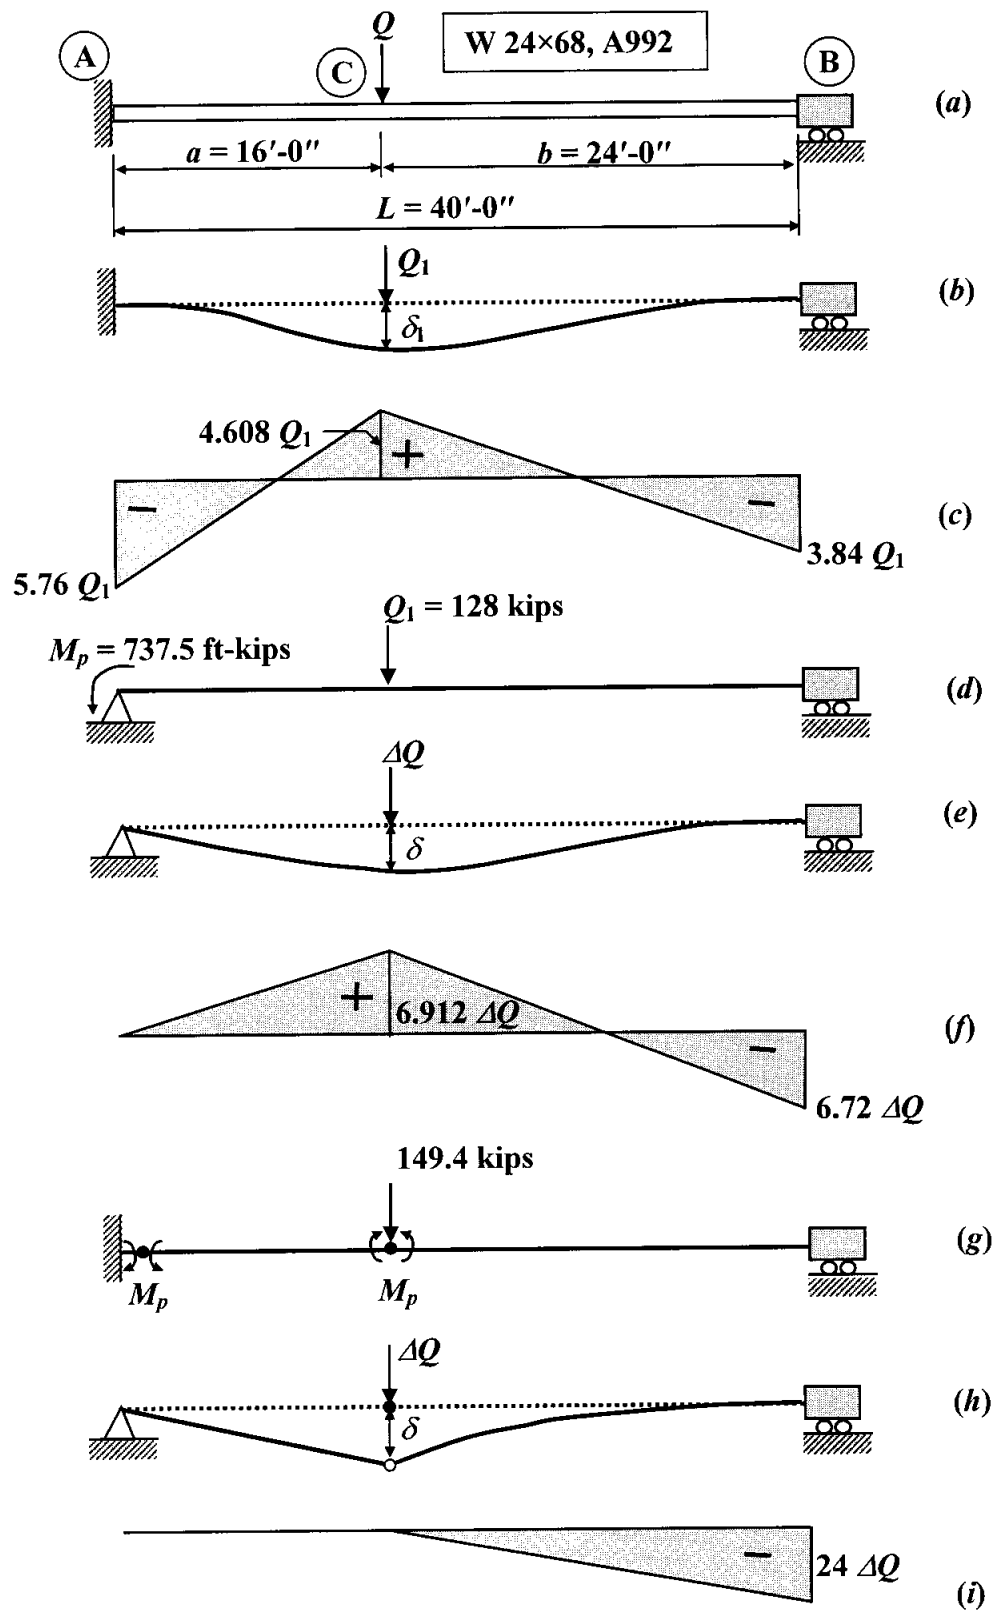 A
Q
W 24×68, A992
C
B
(a)
a = 16'-0"
b = 24'-0"
L = 40'-0"
Q1
(b)
δ1
4.608 Q1
+
−
−
(c)
5.76 Q1
3.84 Q1
Q1 = 128 kips
Mp = 737.5 ft-kips
(d)
ΔQ
(e)
δ
+
6.912 ΔQ
−
(f)
6.72 ΔQ
149.4 kips
(g)
Mp
Mp
ΔQ
(h)
δ
−
24 ΔQ
(i)